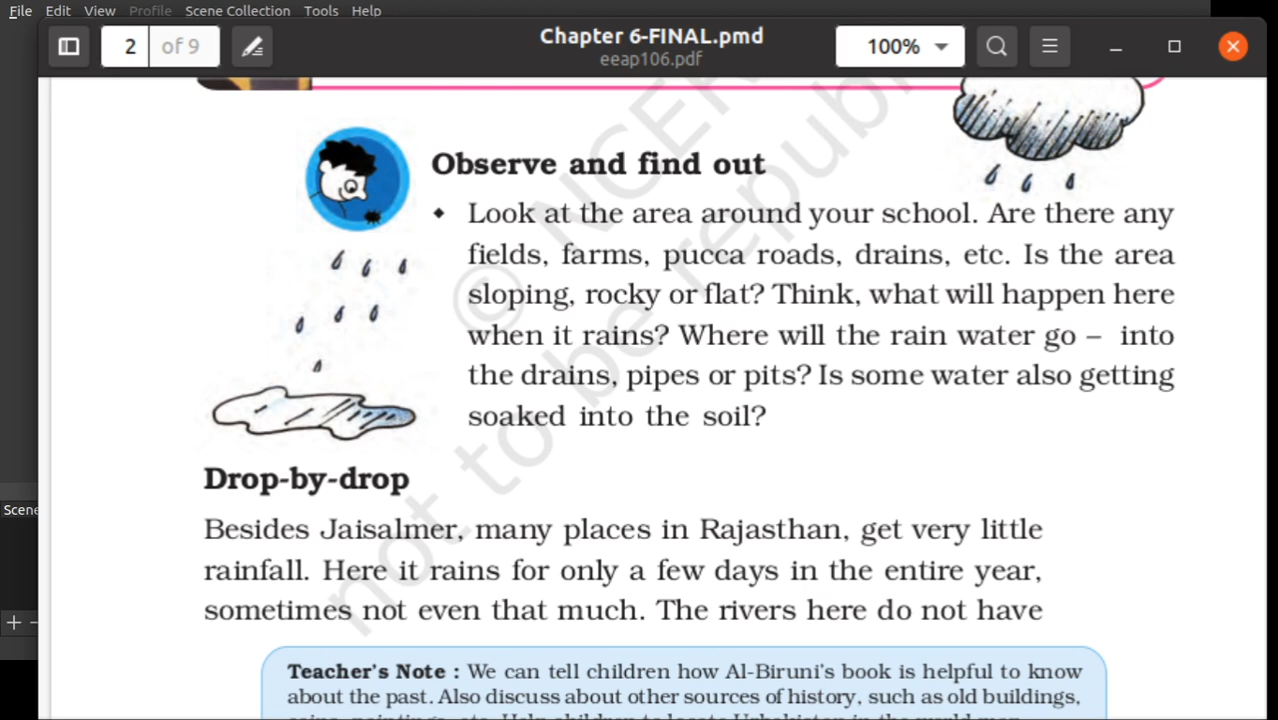 File Edit View Profile Scene Collection Tools Help
2 of 9
Chapter 6-FINAL.pmd
eeap106.pdf
100%
Observe and find out
Look at the area around your school. Are there any
fields, farms, pucca roads, drains, etc. Is the area
sloping, rocky or flat? Think, what will happen here
when it rains? Where will the rain water go – into
the drains, pipes or pits? Is some water also getting
soaked into the soil?
Drop-by-drop
Besides Jaisalmer, many places in Rajasthan, get very little
rainfall. Here it rains for only a few days in the entire year,
sometimes not even that much. The rivers here do not have
Teacher's Note : We can tell children how Al-Biruni's book is helpful to know
about the past. Also discuss about other sources of history, such as old buildings,
Scene
© NCER
not to be republ